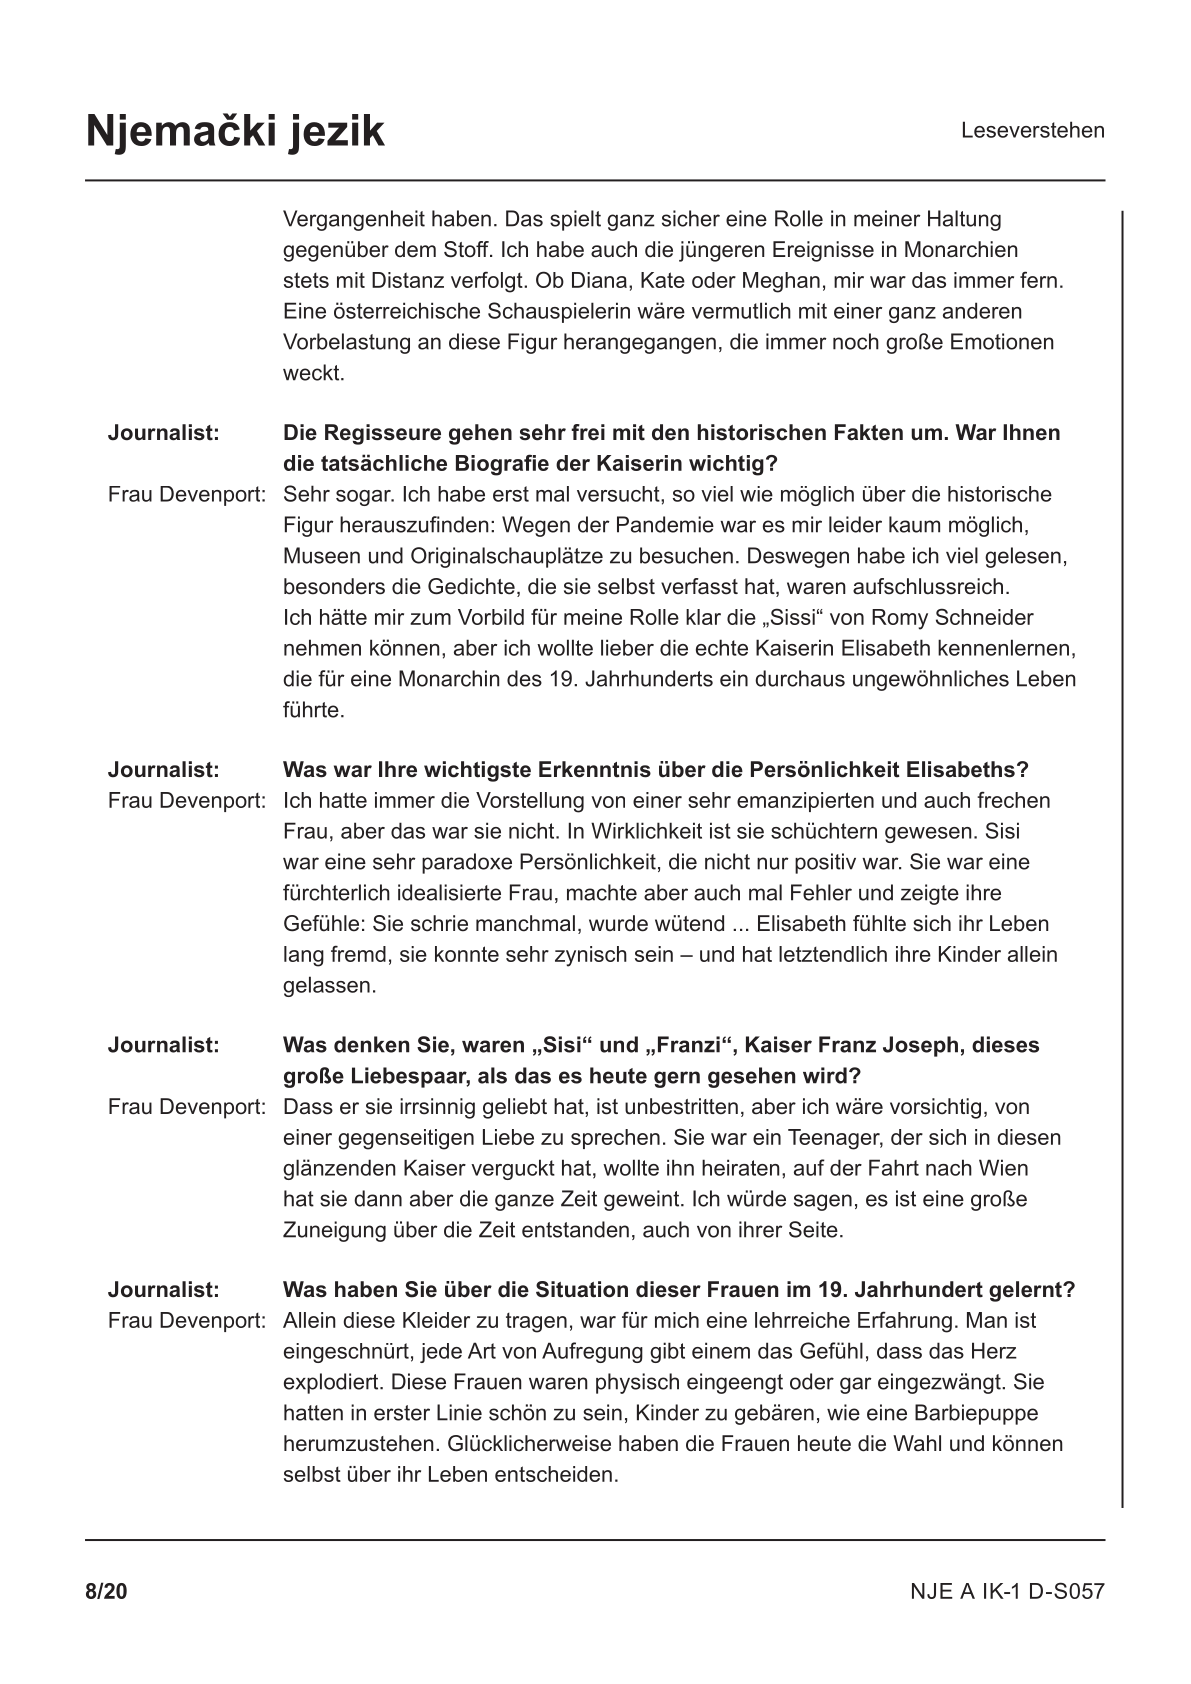 Njemački jezik
Leseverstehen
Vergangenheit haben. Das spielt ganz sicher eine Rolle in meiner Haltung
gegenüber dem Stoff. Ich habe auch die jüngeren Ereignisse in Monarchien
stets mit Distanz verfolgt. Ob Diana, Kate oder Meghan, mir war das immer fern.
Eine österreichische Schauspielerin wäre vermutlich mit einer ganz anderen
Vorbelastung an diese Figur herangegangen, die immer noch große Emotionen
weckt.
Journalist: Die Regisseure gehen sehr frei mit den historischen Fakten um. War Ihnen
die tatsächliche Biografie der Kaiserin wichtig?
Frau Devenport: Sehr sogar. Ich habe erst mal versucht, so viel wie möglich über die historische
Figur herauszufinden: Wegen der Pandemie war es mir leider kaum möglich,
Museen und Originalschauplätze zu besuchen. Deswegen habe ich viel gelesen,
besonders die Gedichte, die sie selbst verfasst hat, waren aufschlussreich.
Ich hätte mir zum Vorbild für meine Rolle klar die „Sissi“ von Romy Schneider
nehmen können, aber ich wollte lieber die echte Kaiserin Elisabeth kennenlernen,
die für eine Monarchin des 19. Jahrhunderts ein durchaus ungewöhnliches Leben
führte.
Journalist: Was war Ihre wichtigste Erkenntnis über die Persönlichkeit Elisabeths?
Frau Devenport: Ich hatte immer die Vorstellung von einer sehr emanzipierten und auch frechen
Frau, aber das war sie nicht. In Wirklichkeit ist sie schüchtern gewesen. Sisi
war eine sehr paradoxe Persönlichkeit, die nicht nur positiv war. Sie war eine
fürchterlich idealisierte Frau, machte aber auch mal Fehler und zeigte ihre
Gefühle: Sie schrie manchmal, wurde wütend ... Elisabeth fühlte sich ihr Leben
lang fremd, sie konnte sehr zynisch sein – und hat letztendlich ihre Kinder allein
gelassen.
Journalist: Was denken Sie, waren „Sisi“ und „Franzi“, Kaiser Franz Joseph, dieses
große Liebespaar, als das es heute gern gesehen wird?
Frau Devenport: Dass er sie irrsinnig geliebt hat, ist unbestritten, aber ich wäre vorsichtig, von
einer gegenseitigen Liebe zu sprechen. Sie war ein Teenager, der sich in diesen
glänzenden Kaiser verguckt hat, wollte ihn heiraten, auf der Fahrt nach Wien
hat sie dann aber die ganze Zeit geweint. Ich würde sagen, es ist eine große
Zuneigung über die Zeit entstanden, auch von ihrer Seite.
Journalist: Was haben Sie über die Situation dieser Frauen im 19. Jahrhundert gelernt?
Frau Devenport: Allein diese Kleider zu tragen, war für mich eine lehrreiche Erfahrung. Man ist
eingeschnürt, jede Art von Aufregung gibt einem das Gefühl, dass das Herz
explodiert. Diese Frauen waren physisch eingeengt oder gar eingezwängt. Sie
hatten in erster Linie schön zu sein, Kinder zu gebären, wie eine Barbiepuppe
herumzustehen. Glücklicherweise haben die Frauen heute die Wahl und können
selbst über ihr Leben entscheiden.
8/20
NJE A IK-1 D-S057